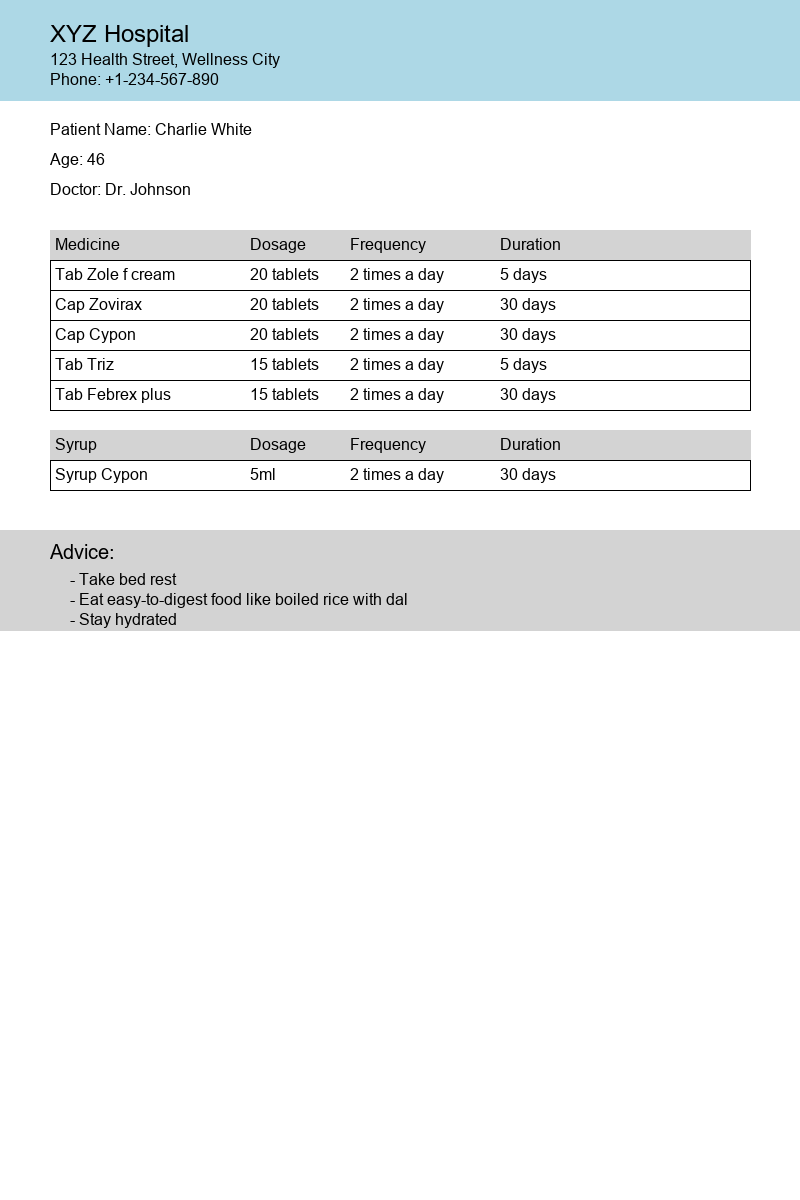 XYZ Hospital
123 Health Street, Wellness City
Phone: +1-234-567-890
Patient Name: Charlie White
Age: 46
Doctor: Dr. Johnson
Medicine Dosage Frequency Duration
Tab Zole f cream 20 tablets 2 times a day 5 days
Cap Zovirax 20 tablets 2 times a day 30 days
Cap Cypon 20 tablets 2 times a day 30 days
Tab Triz 15 tablets 2 times a day 5 days
Tab Febrex plus 15 tablets 2 times a day 30 days
Syrup Dosage Frequency Duration
Syrup Cypon 5ml 2 times a day 30 days
Advice:
- Take bed rest
- Eat easy-to-digest food like boiled rice with dal
- Stay hydrated